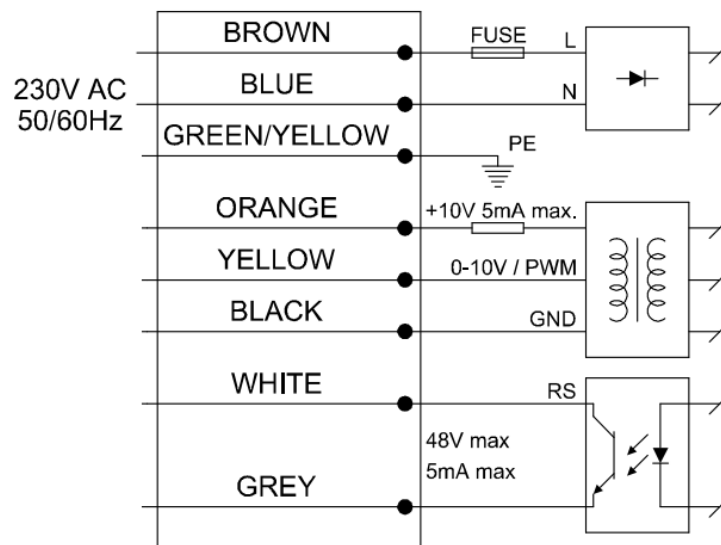 BROWN
FUSE
L
230V AC
50/60Hz
BLUE
N
GREEN/YELLOW
PE
ORANGE
+10V 5mA max.
YELLOW
0-10V / PWM
BLACK
GND
WHITE
RS
48V max
5mA max
GREY